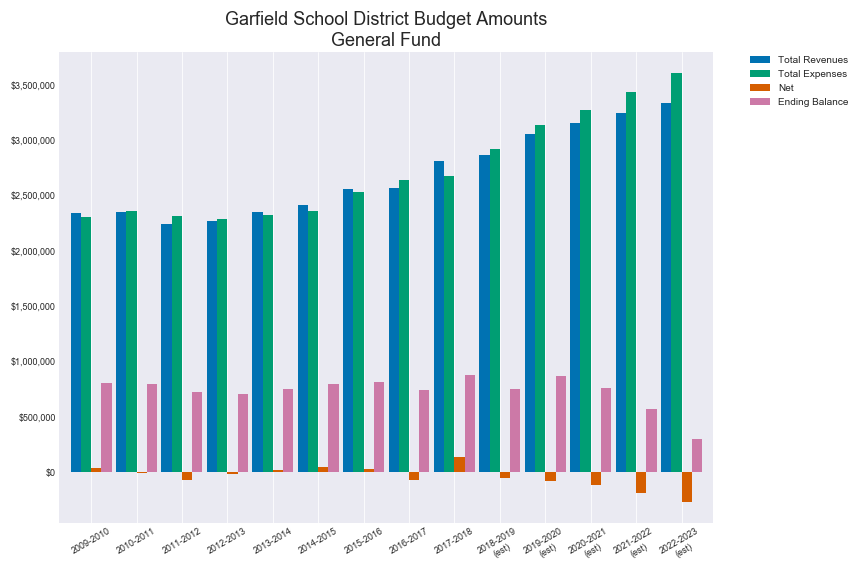 Garfield School District Budget Amounts
General Fund
Total Revenues
Total Expenses
Net
Ending Balance
$3,500,000
$3,000,000
$2,500,000
$2,000,000
$1,500,000
$1,000,000
$500,000
$0
2009-2010
2010-2011
2011-2012
2012-2013
2013-2014
2014-2015
2015-2016
2016-2017
2017-2018
2018-2019
(est)
2019-2020
(est)
2020-2021
(est)
2021-2022
(est)
2022-2023
(est)